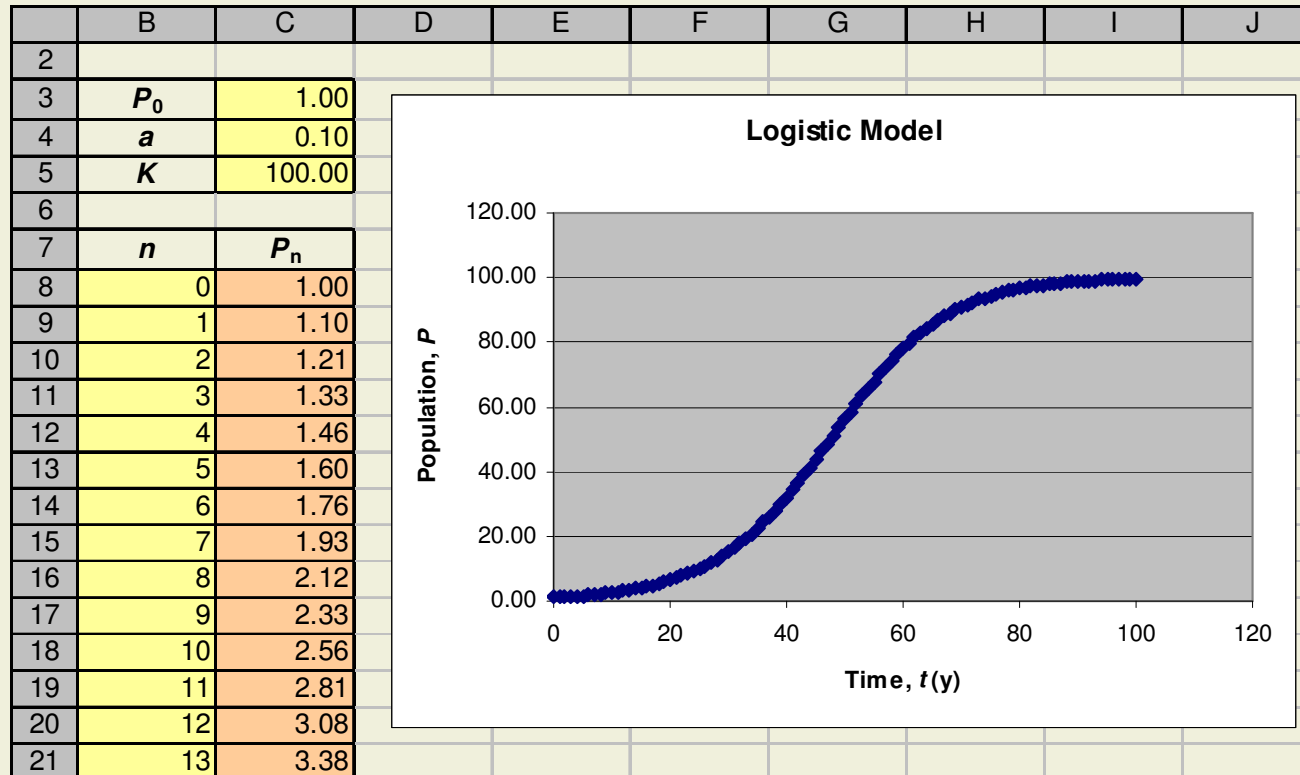 B C D E F G H I J
2
3 P0 1.00
4 a 0.10
5 K 100.00
6
7 n Pn
8 0 1.00
9 1 1.10
10 2 1.21
11 3 1.33
12 4 1.46
13 5 1.60
14 6 1.76
15 7 1.93
16 8 2.12
17 9 2.33
18 10 2.56
19 11 2.81
20 12 3.08
21 13 3.38
Logistic Model
120.00
100.00
80.00
60.00
40.00
20.00
0.00
Population, P
0 20 40 60 80 100 120
Time, t (y)